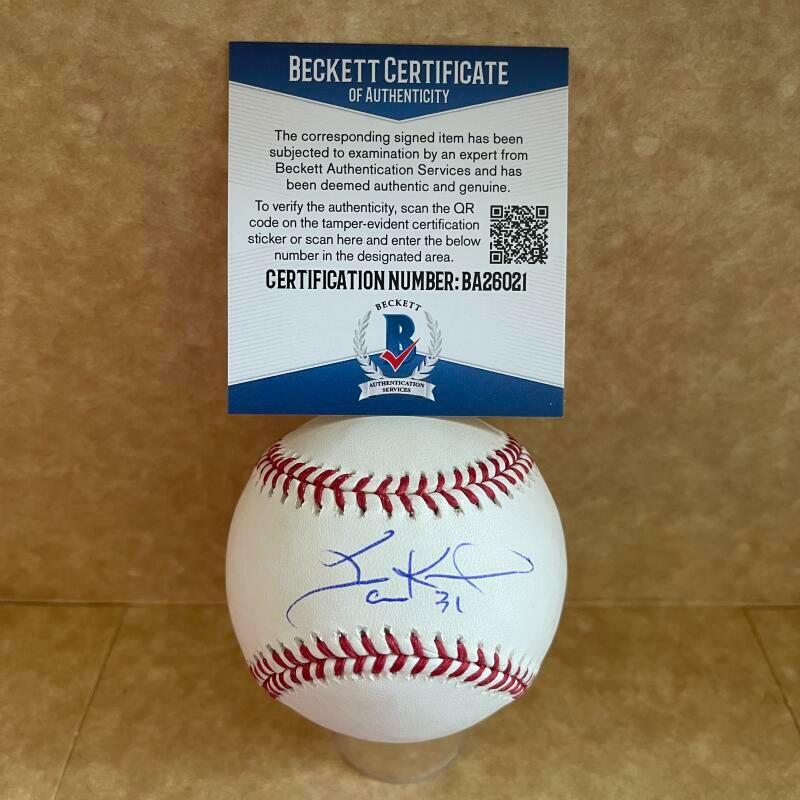 BECKETT CERTIFICATE
OF AUTHENTICITY
The corresponding signed item has been
subjected to examination by an expert from
Beckett Authentication Services and has
been deemed authentic and genuine.
To verify the authenticity, scan the QR
code on the tamper-evident certification
sticker or scan here and enter the below
number in the designated area.
CERTIFICATION NUMBER: BA26021
BECKETT
B
AUTHENTICATION
SERVICES
31